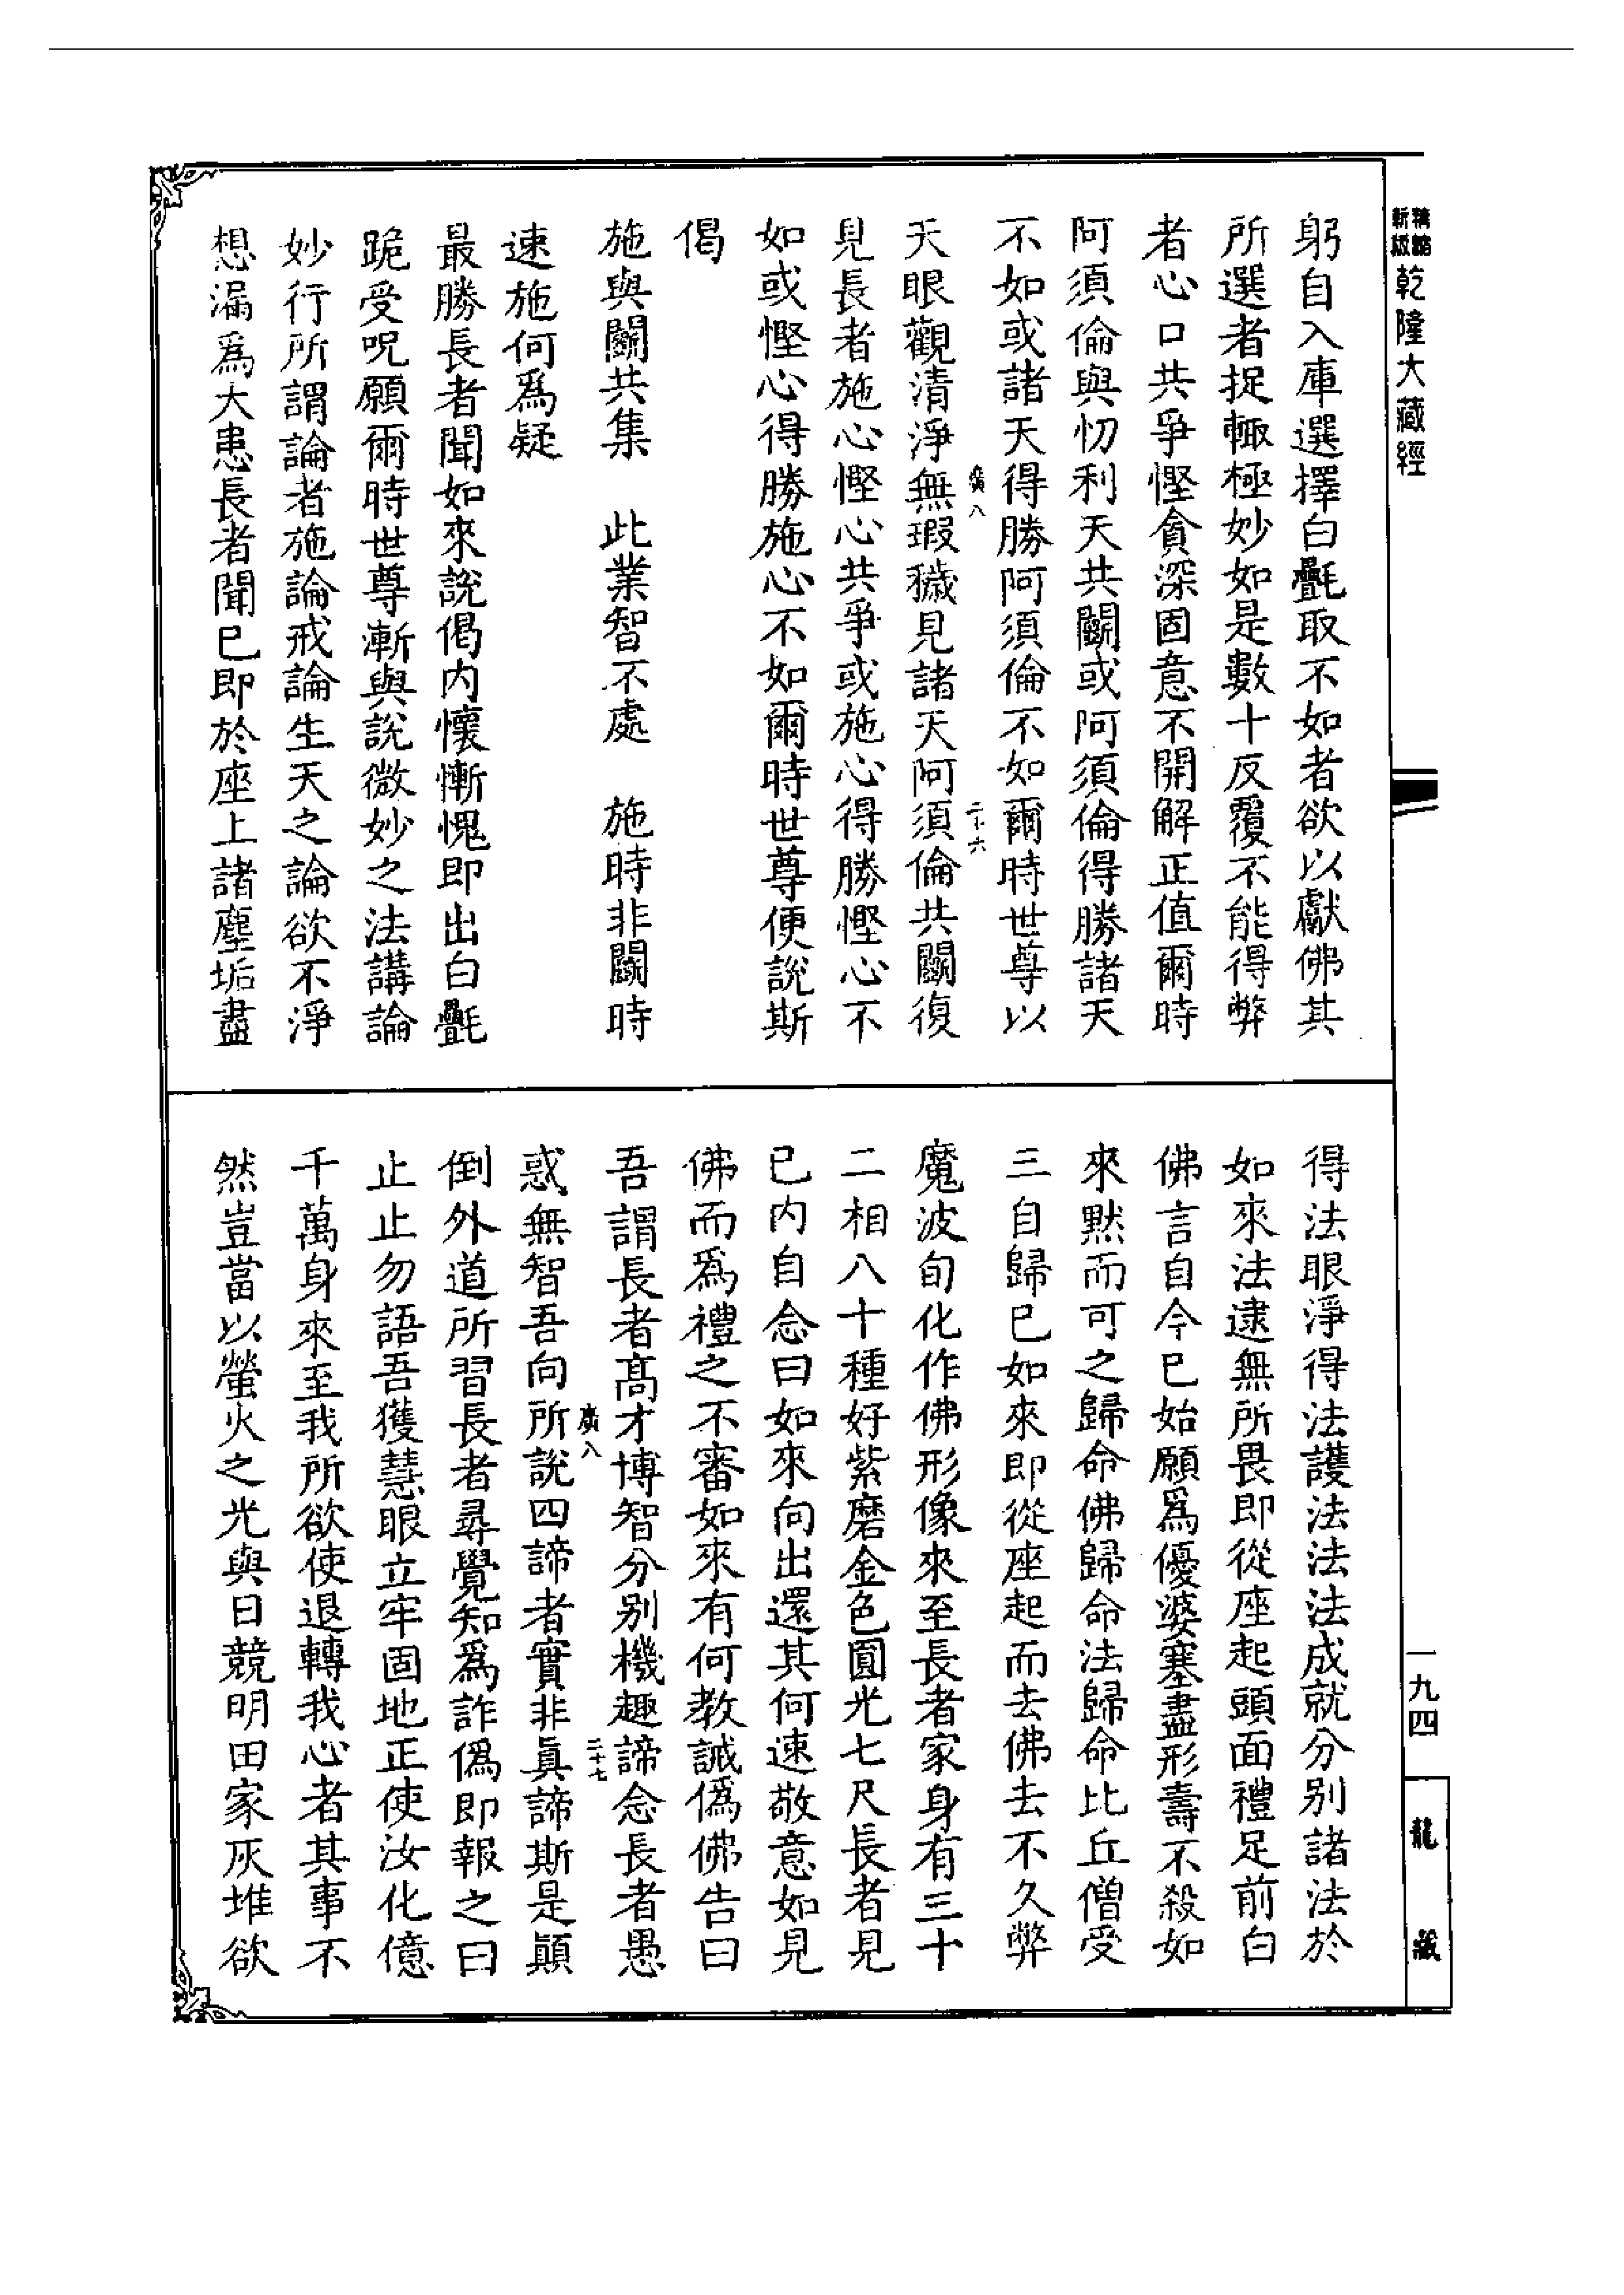 精縮新版乾隆大藏經
躬自入庫選擇白㲲取不如者欲以獻佛其
所選者捉輙極妙如是數十反覆不能得弊
者心口共爭慳貪深固意不開解正值爾時
阿須倫與忉利天共鬭或阿須倫得勝諸天
不如或諸天得勝阿須倫不如爾時世尊以
廣八 二十六
天眼觀清淨無瑕穢見諸天阿須倫共鬭復
見長者施心慳心共爭或施心得勝慳心不
如或慳心得勝施心不如爾時世尊便說斯
偈
施與鬭共集 此業智不處 施時非鬭時
速施何爲疑
最勝長者聞如來說偈内懷慚愧即出白㲲
跪受呪願爾時世尊漸與說微妙之法講論
妙行所謂論者施論戒論生天之論欲不淨
想漏爲大患長者聞已即於座上諸塵垢盡
得法眼淨得法護法法法成就分別諸法於
如來法逮無所畏即從座起頭面禮足前白
佛言自今已始願爲優婆塞盡形壽不殺如
來默而可之歸命佛歸命法歸命比丘僧受
三自歸已如來即從座起而去佛去不久弊
魔波旬化作佛形像來至長者家身有三十
二相八十種好紫磨金色圓光七尺長者見
已内自念曰如來向出還其何速敬意如見
佛而爲禮之不審如來有何教誡僞佛告曰
吾謂長者高才博智分別機趣諦念長者愚
廣八 二十七
惑無智吾向所說四諦者實非眞諦斯是顚
倒外道所習長者尋覺知爲詐僞即報之曰
止止勿語吾獲慧眼立牢固地正使汝化億
千萬身來至我所欲使退轉我心者其事不
然豈當以螢火之光與日競明田家灰堆欲
一九四
龍藏